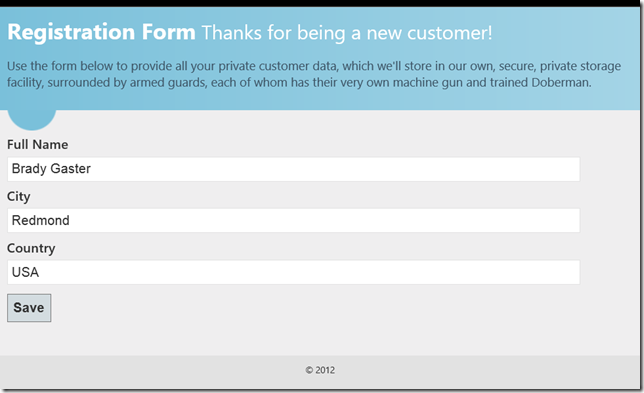 Registration Form Thanks for being a new customer!
Use the form below to provide all your private customer data, which we'll store in our own, secure, private storage
facility, surrounded by armed guards, each of whom has their very own machine gun and trained Doberman.
Full Name
Brady Gaster
City
Redmond
Country
USA
Save
© 2012